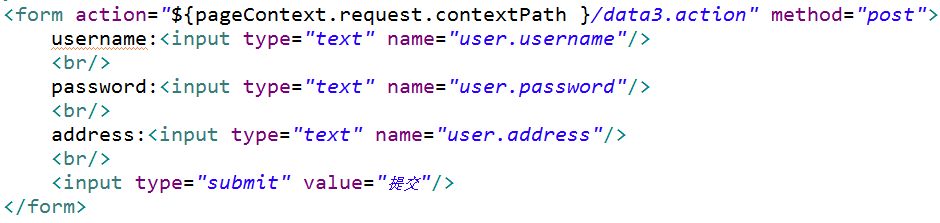 <form action="${pageContext.request.contextPath }/data3.action" method="post">
username:<input type="text" name="user.username"/>
<br/>
password:<input type="text" name="user.password"/>
<br/>
address:<input type="text" name="user.address"/>
<br/>
<input type="submit" value="提交"/>
</form>